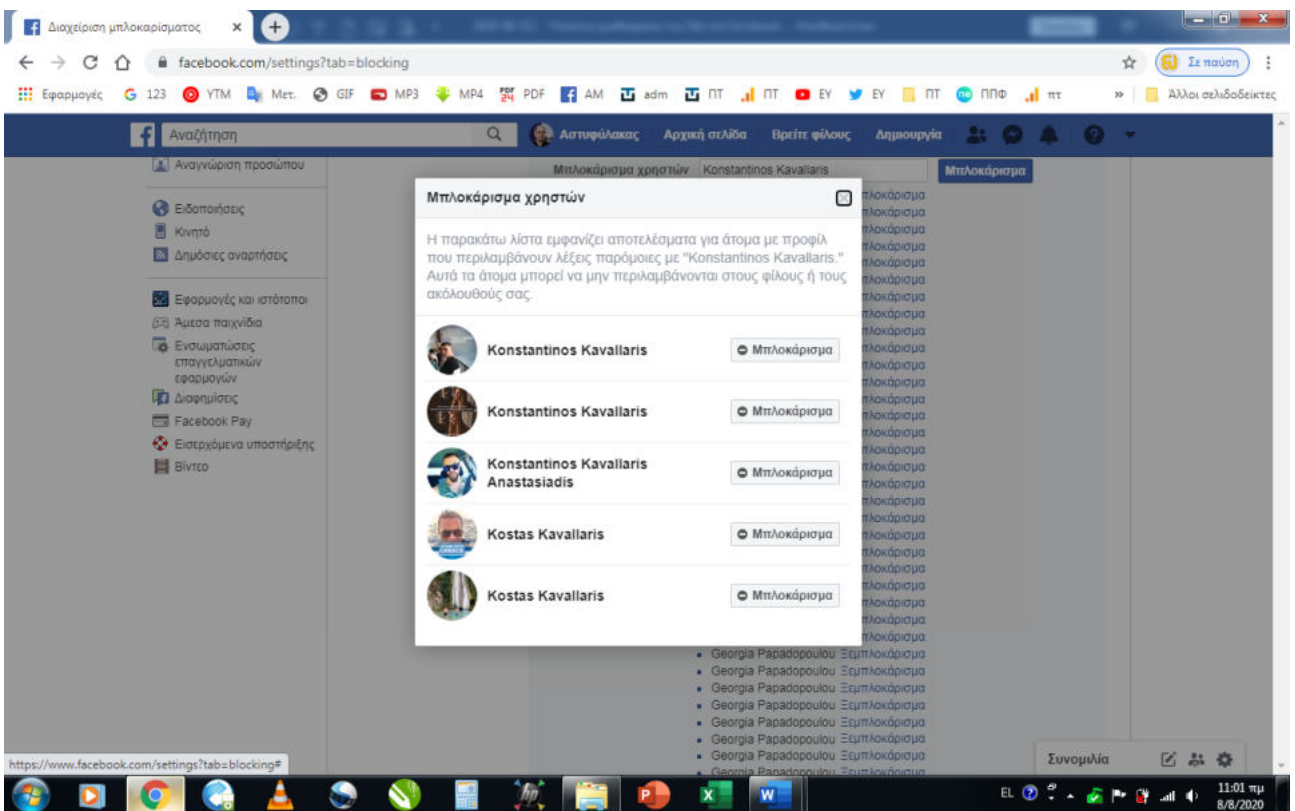 Διαχείριση μπλοκαρίσματος
facebook.com/settings?tab=blocking
Σε παύση
Εφαρμογές
123
YTM
Μετ.
GIF
MP3
MP4
PDF
AM
adm
ΠΤ
ΠΤ
ΕΥ
ΕΥ
ΠΤ
ΠΠΦ
πτ
»
Άλλοι σελιδοδείκτες
Αναζήτηση
Αστυφύλακας
Αρχική σελίδα
Βρείτε φίλους
Δημιουργία
Αναγνώριση προσώπου
Ειδοποιήσεις
Κινητό
Δημόσιες αναρτήσεις
Εφαρμογές και ιστότοποι
Άμεσα παιχνίδια
Ενσωματώσεις
επαγγελματικών
εφαρμογών
Διαφημίσεις
Facebook Pay
Εισερχόμενα υποστήριξης
Βίντεο
Μπλοκάρισμα χρηστών
Konstantinos Kavallaris
Μπλοκάρισμα
Μπλοκάρισμα χρηστών
Η παρακάτω λίστα εμφανίζει αποτελέσματα για άτομα με προφίλ
που περιλαμβάνουν λέξεις παρόμοιες με "Konstantinos Kavallaris."
Αυτά τα άτομα μπορεί να μην περιλαμβάνονται στους φίλους ή τους
ακόλουθούς σας.
Konstantinos Kavallaris
Μπλοκάρισμα
Konstantinos Kavallaris
Μπλοκάρισμα
Konstantinos Kavallaris
Anastasiadis
Μπλοκάρισμα
Kostas Kavallaris
Μπλοκάρισμα
Kostas Kavallaris
Μπλοκάρισμα
Georgia Papadopoulou Ξεμπλοκάρισμα
Georgia Papadopoulou Ξεμπλοκάρισμα
Georgia Papadopoulou Ξεμπλοκάρισμα
Georgia Papadopoulou Ξεμπλοκάρισμα
Georgia Papadopoulou Ξεμπλοκάρισμα
Georgia Papadopoulou Ξεμπλοκάρισμα
Georgia Papadopoulou Ξεμπλοκάρισμα
Georgia Papadopoulou Ξεμπλοκάρισμα
Συνομιλία
https://www.facebook.com/settings?tab=blocking#
EL
11:01 πμ
8/8/2020